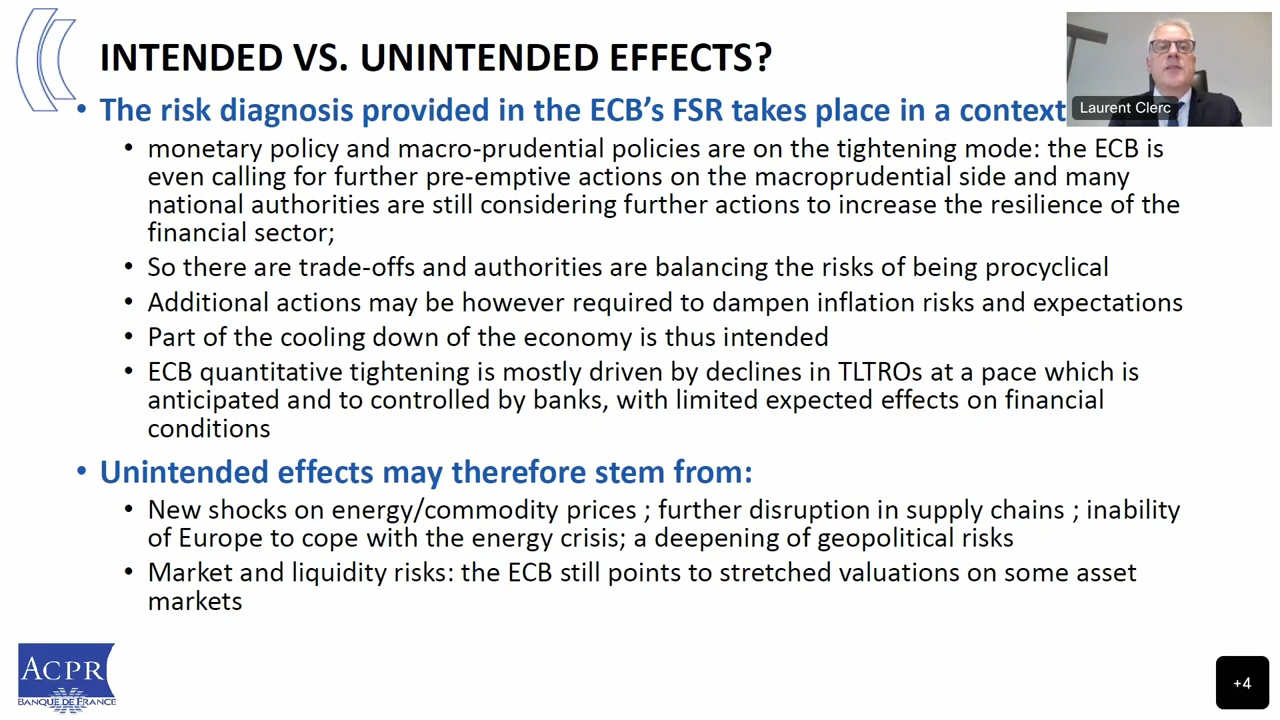 INTENDED VS. UNINTENDED EFFECTS?
Laurent Clerc
• The risk diagnosis provided in the ECB's FSR takes place in a context
• monetary policy and macro-prudential policies are on the tightening mode: the ECB is
even calling for further pre-emptive actions on the macroprudential side and many
national authorities are still considering further actions to increase the resilience of the
financial sector;
• So there are trade-offs and authorities are balancing the risks of being procyclical
• Additional actions may be however required to dampen inflation risks and expectations
• Part of the cooling down of the economy is thus intended
• ECB quantitative tightening is mostly driven by declines in TLTROs at a pace which is
anticipated and to controlled by banks, with limited expected effects on financial
conditions
• Unintended effects may therefore stem from:
• New shocks on energy/commodity prices ; further disruption in supply chains ; inability
of Europe to cope with the energy crisis; a deepening of geopolitical risks
• Market and liquidity risks: the ECB still points to stretched valuations on some asset
markets
ACPR
BANQUE DE FRANCE
+4